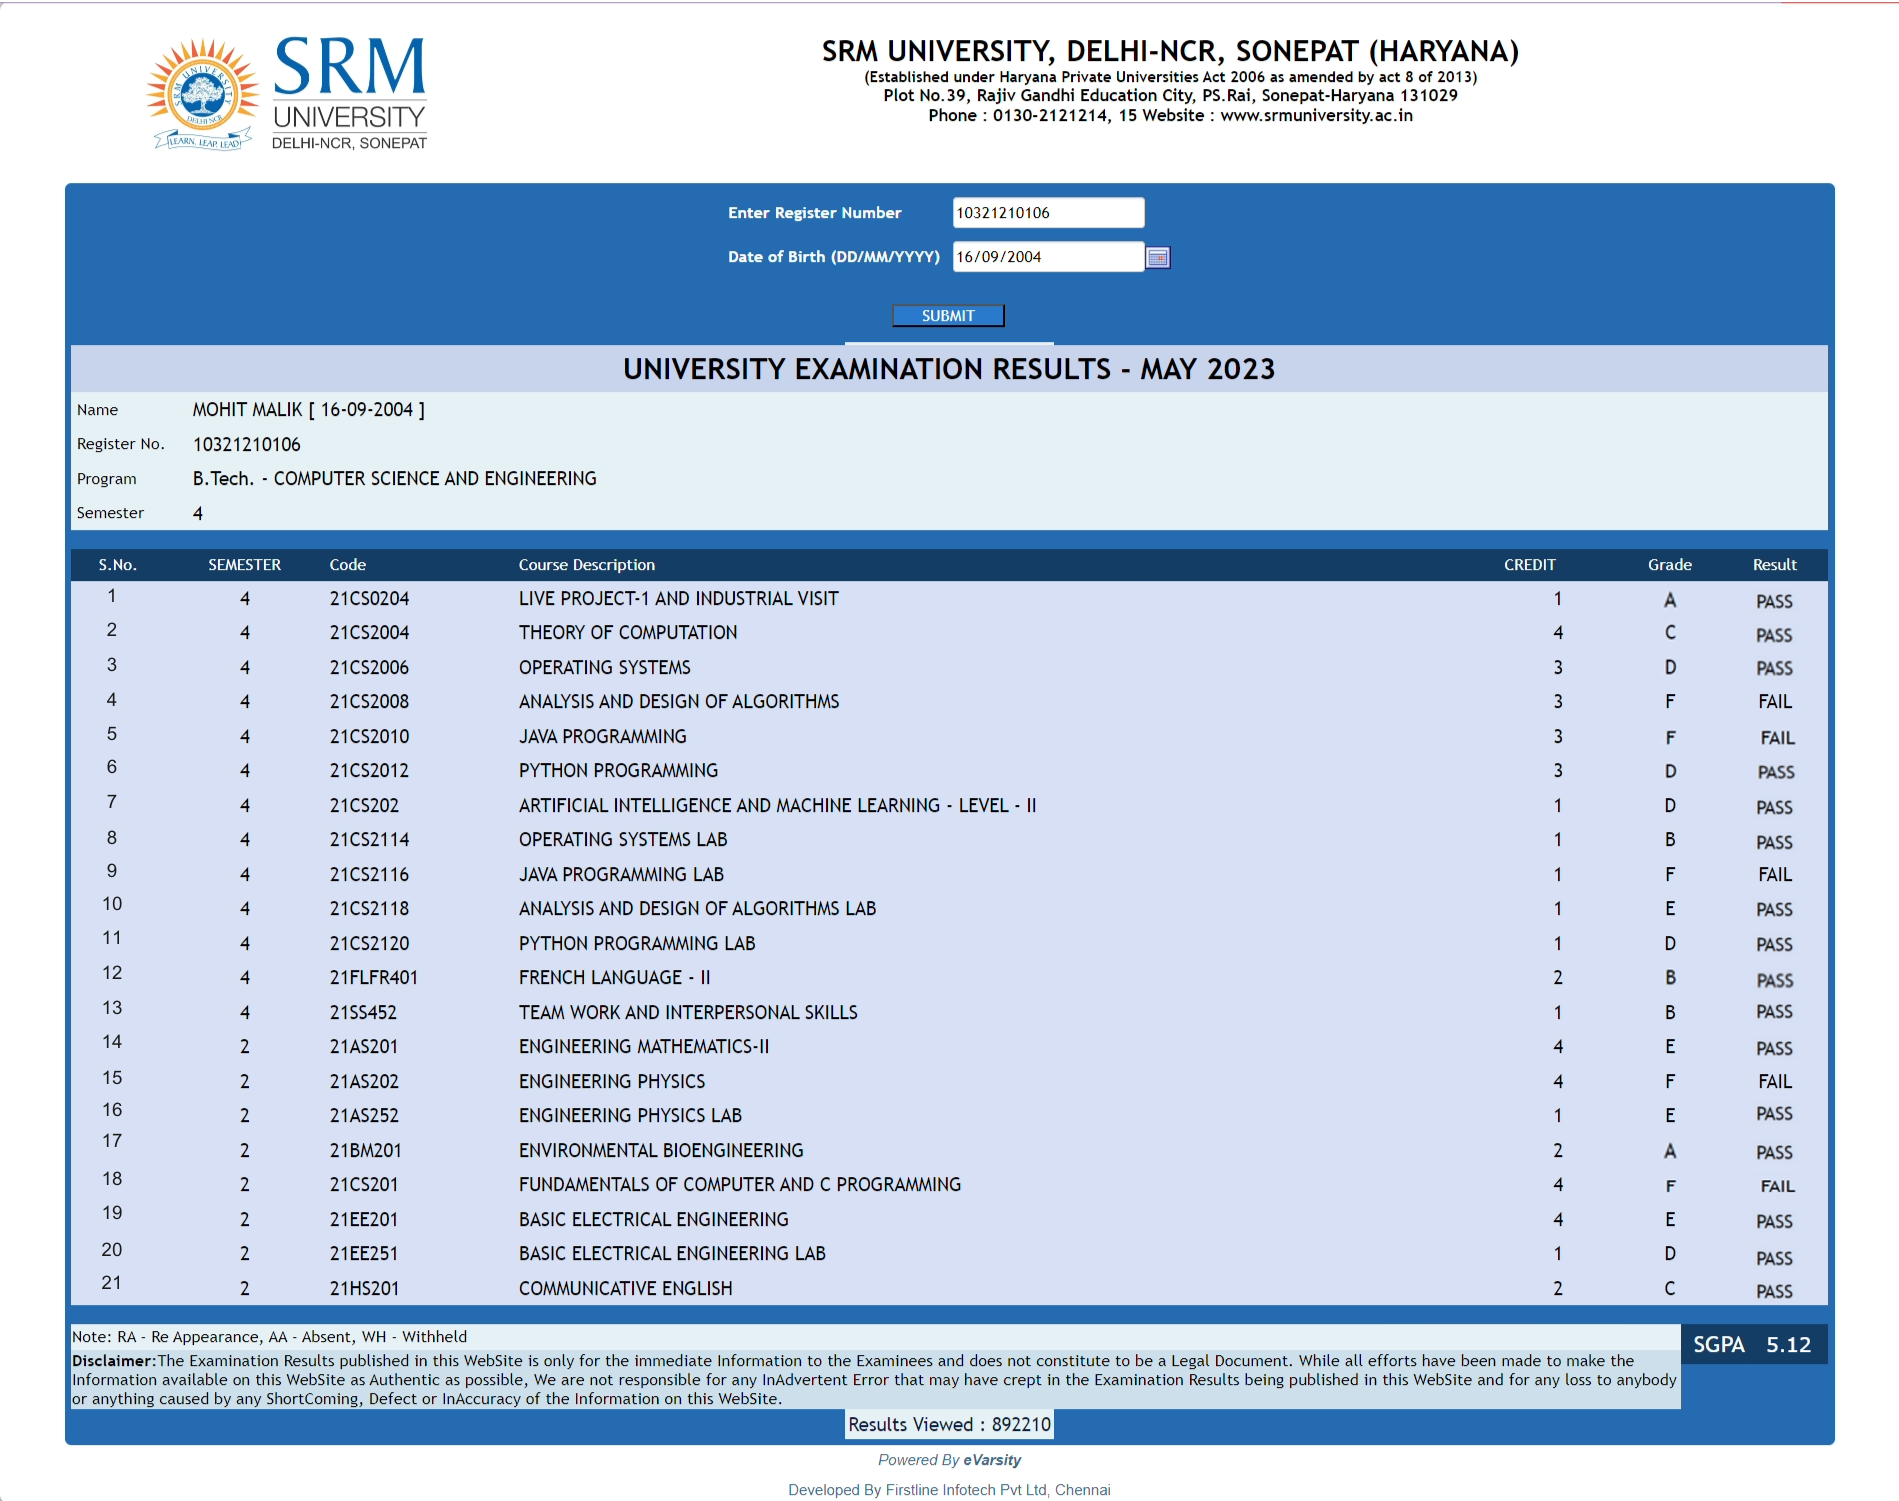 SRM UNIVERSITY DELHI-NCR
LEARN, LEAP, LEAD
SRM
UNIVERSITY
DELHI-NCR, SONEPAT
SRM UNIVERSITY, DELHI-NCR, SONEPAT (HARYANA)
(Established under Haryana Private Universities Act 2006 as amended by act 8 of 2013)
Plot No.39, Rajiv Gandhi Education City, PS.Rai, Sonepat-Haryana 131029
Phone : 0130-2121214, 15 Website : www.srmuniversity.ac.in
Enter Register Number 10321210106
Date of Birth (DD/MM/YYYY) 16/09/2004
SUBMIT
UNIVERSITY EXAMINATION RESULTS - MAY 2023
Name MOHIT MALIK [ 16-09-2004 ]
Register No. 10321210106
Program B.Tech. - COMPUTER SCIENCE AND ENGINEERING
Semester 4
S.No. SEMESTER Code Course Description CREDIT Grade Result
1 4 21CS0204 LIVE PROJECT-1 AND INDUSTRIAL VISIT 1 A PASS
2 4 21CS2004 THEORY OF COMPUTATION 4 C PASS
3 4 21CS2006 OPERATING SYSTEMS 3 D PASS
4 4 21CS2008 ANALYSIS AND DESIGN OF ALGORITHMS 3 F FAIL
5 4 21CS2010 JAVA PROGRAMMING 3 F FAIL
6 4 21CS2012 PYTHON PROGRAMMING 3 D PASS
7 4 21CS202 ARTIFICIAL INTELLIGENCE AND MACHINE LEARNING - LEVEL - II 1 D PASS
8 4 21CS2114 OPERATING SYSTEMS LAB 1 B PASS
9 4 21CS2116 JAVA PROGRAMMING LAB 1 F FAIL
10 4 21CS2118 ANALYSIS AND DESIGN OF ALGORITHMS LAB 1 E PASS
11 4 21CS2120 PYTHON PROGRAMMING LAB 1 D PASS
12 4 21FLFR401 FRENCH LANGUAGE - II 2 B PASS
13 4 21SS452 TEAM WORK AND INTERPERSONAL SKILLS 1 B PASS
14 2 21AS201 ENGINEERING MATHEMATICS-II 4 E PASS
15 2 21AS202 ENGINEERING PHYSICS 4 F FAIL
16 2 21AS252 ENGINEERING PHYSICS LAB 1 E PASS
17 2 21BM201 ENVIRONMENTAL BIOENGINEERING 2 A PASS
18 2 21CS201 FUNDAMENTALS OF COMPUTER AND C PROGRAMMING 4 F FAIL
19 2 21EE201 BASIC ELECTRICAL ENGINEERING 4 E PASS
20 2 21EE251 BASIC ELECTRICAL ENGINEERING LAB 1 D PASS
21 2 21HS201 COMMUNICATIVE ENGLISH 2 C PASS
Note: RA - Re Appearance, AA - Absent, WH - Withheld
SGPA 5.12
Disclaimer:The Examination Results published in this WebSite is only for the immediate Information to the Examinees and does not constitute to be a Legal Document. While all efforts have been made to make the
Information available on this WebSite as Authentic as possible, We are not responsible for any InAdvertent Error that may have crept in the Examination Results being published in this WebSite and for any loss to anybody
or anything caused by any ShortComing, Defect or InAccuracy of the Information on this WebSite.
Results Viewed : 892210
Powered By eVarsity
Developed By Firstline Infotech Pvt Ltd, Chennai